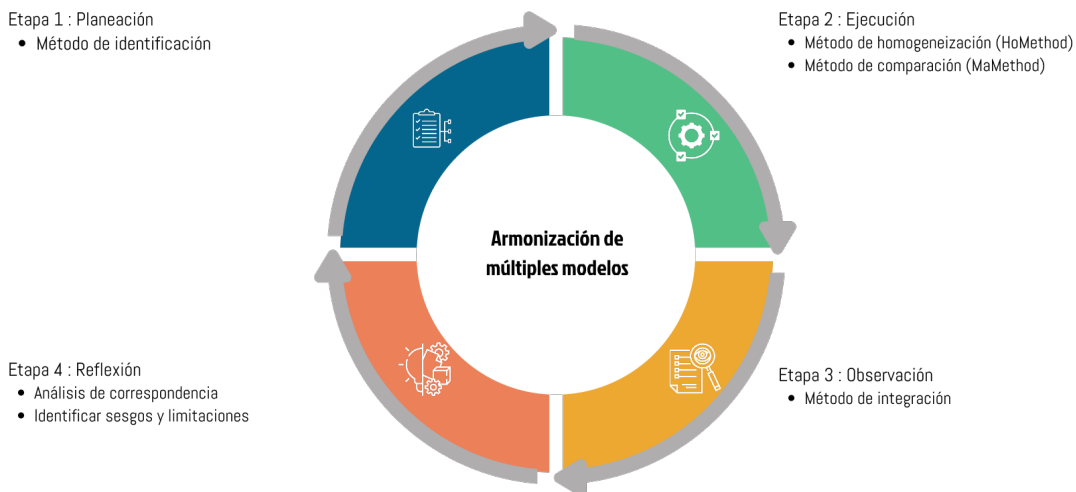 Etapa 1 : Planeación
• Método de identificación
Etapa 2 : Ejecución
• Método de homogeneización (HoMethod)
• Método de comparación (MaMethod)
Armonización de
múltiples modelos
Etapa 4 : Reflexión
• Análisis de correspondencia
• Identificar sesgos y limitaciones
Etapa 3 : Observación
• Método de integración